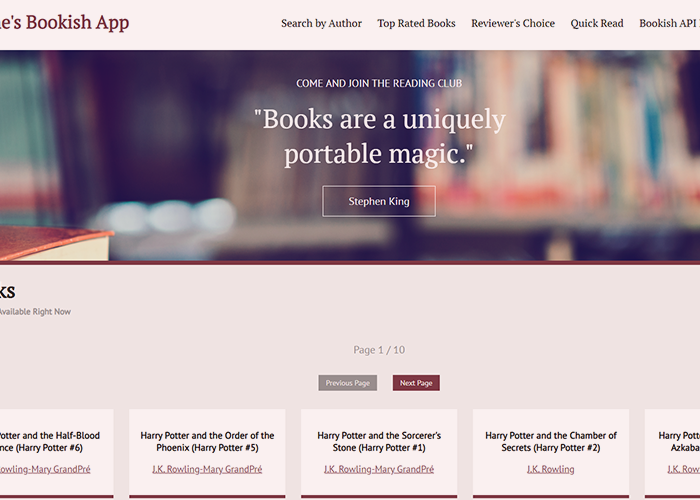 e's Bookish App
Search by Author Top Rated Books Reviewer's Choice Quick Read Bookish API
COME AND JOIN THE READING CLUB
"Books are a uniquely
portable magic."
Stephen King
ks
Available Right Now
Page 1 / 10
Previous Page Next Page
otter and the Half-Blood
nce (Harry Potter #6)
owling-Mary GrandPré
Harry Potter and the Order of the
Phoenix (Harry Potter #5)
J.K. Rowling-Mary GrandPré
Harry Potter and the Sorcerer's
Stone (Harry Potter #1)
J.K. Rowling-Mary GrandPré
Harry Potter and the Chamber of
Secrets (Harry Potter #2)
J.K. Rowling
Harry Pott
Azkaba